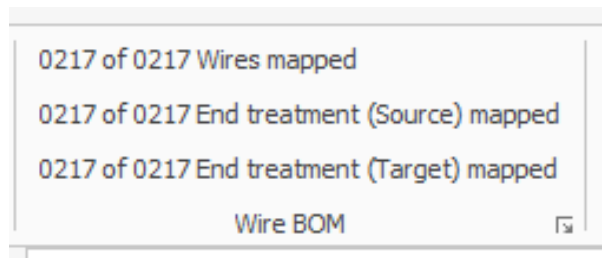 0217 of 0217 Wires mapped
0217 of 0217 End treatment (Source) mapped
0217 of 0217 End treatment (Target) mapped
Wire BOM